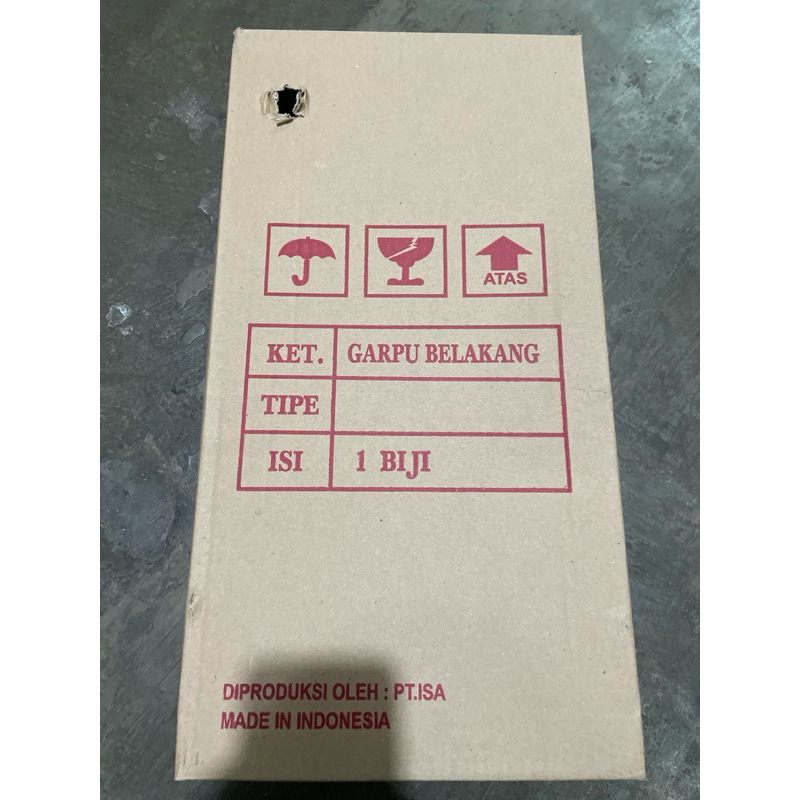 ATAS
KET. GARPU BELAKANG
TIPE
ISI 1 BIJI
DIPRODUKSI OLEH : PT.ISA
MADE IN INDONESIA